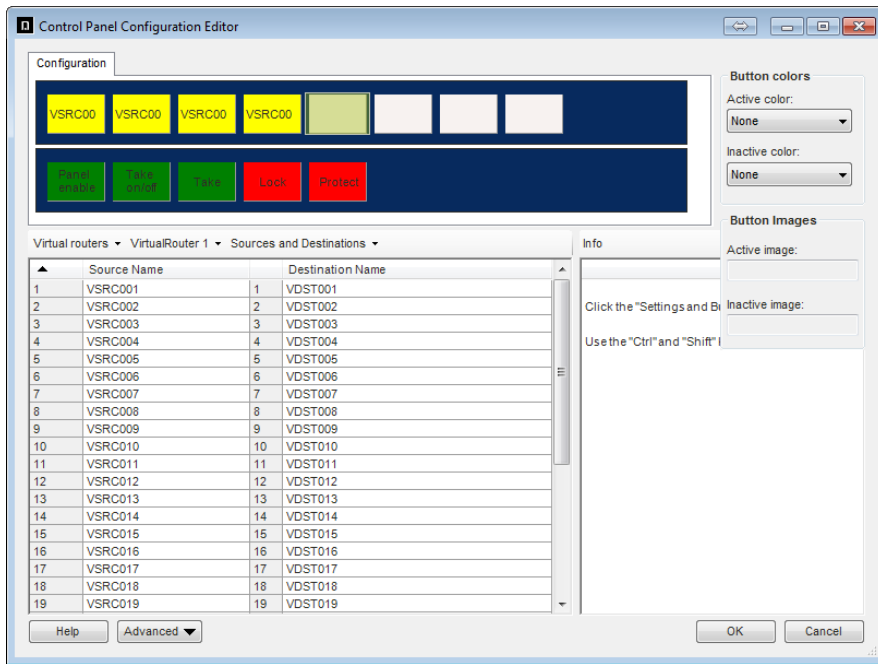 Control Panel Configuration Editor
Configuration
VSRC00 VSRC00 VSRC00 VSRC00
Panel enable Take on/off Take Lock Protect
Button colors
Active color:
None
Inactive color:
None
Button Images
Active image:
Inactive image:
Virtual routers VirtualRouter 1 Sources and Destinations
Source Name Destination Name
1 VSRC001 1 VDST001
2 VSRC002 2 VDST002
3 VSRC003 3 VDST003
4 VSRC004 4 VDST004
5 VSRC005 5 VDST005
6 VSRC006 6 VDST006
7 VSRC007 7 VDST007
8 VSRC008 8 VDST008
9 VSRC009 9 VDST009
10 VSRC010 10 VDST010
11 VSRC011 11 VDST011
12 VSRC012 12 VDST012
13 VSRC013 13 VDST013
14 VSRC014 14 VDST014
15 VSRC015 15 VDST015
16 VSRC016 16 VDST016
17 VSRC017 17 VDST017
18 VSRC018 18 VDST018
19 VSRC019 19 VDST019
Info
Click the "Settings and Bu
Use the "Ctrl" and "Shift"
Help Advanced OK Cancel